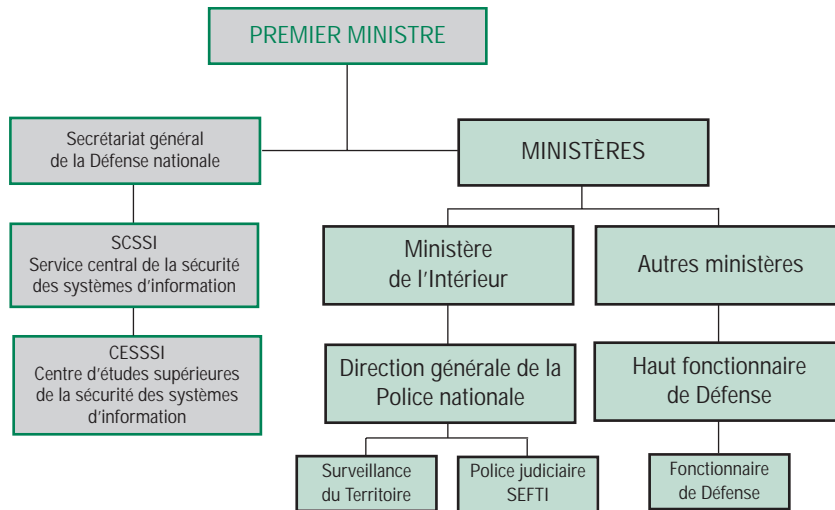 PREMIER MINISTRE
Secrétariat général
de la Défense nationale
MINISTÈRES
SCSSI
Service central de la sécurité
des systèmes d'information
Ministère
de l'Intérieur
Autres ministères
CESSSI
Centre d'études supérieures
de la sécurité des systèmes
d'information
Direction générale de la
Police nationale
Haut fonctionnaire
de Défense
Surveillance
du Territoire
Police judiciaire
SEFTI
Fonctionnaire
de Défense